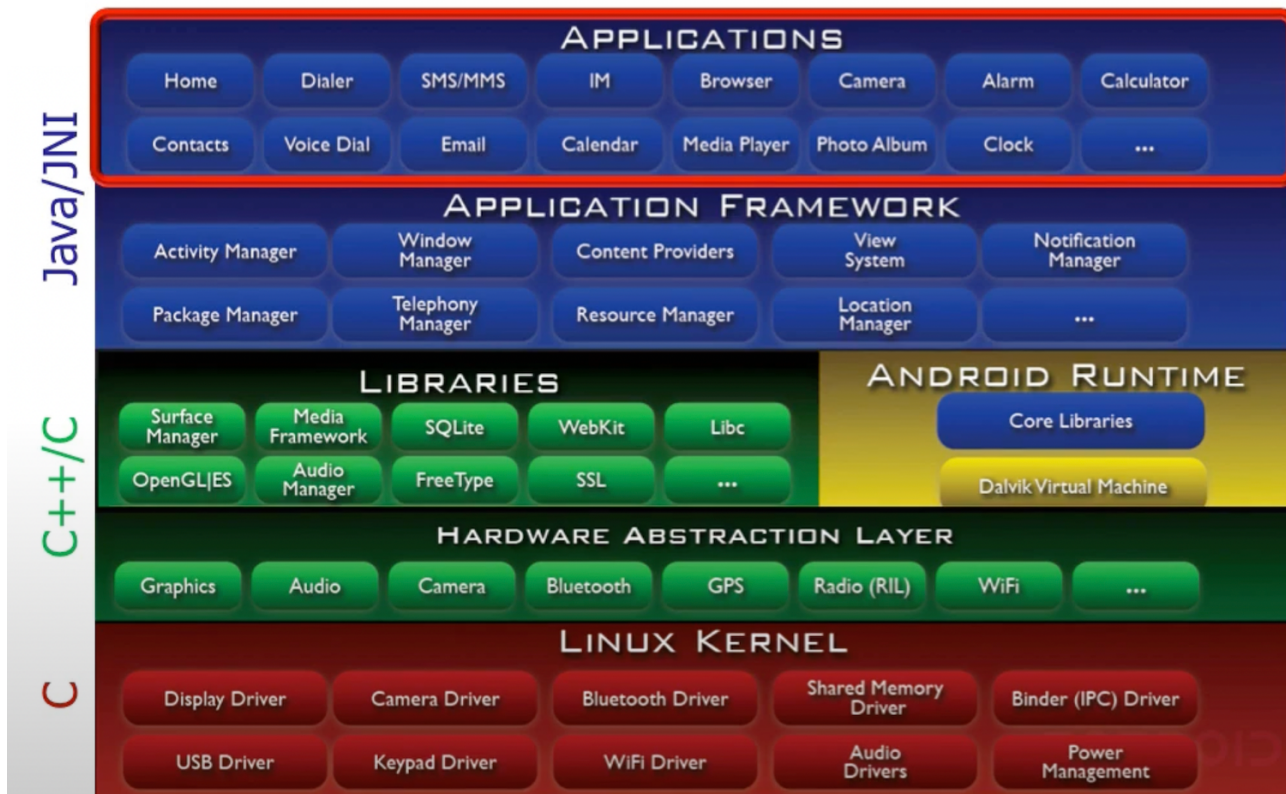 APPLICATIONS
Home Dialer SMS/MMS IM Browser Camera Alarm Calculator
Contacts Voice Dial Email Calendar Media Player Photo Album Clock ...
Java/JNI
APPLICATION FRAMEWORK
Activity Manager Window Manager Content Providers View System Notification Manager
Package Manager Telephony Manager Resource Manager Location Manager ...
LIBRARIES
Surface Manager Media Framework SQLite WebKit Libc
OpenGL|ES Audio Manager FreeType SSL ...
ANDROID RUNTIME
Core Libraries
Dalvik Virtual Machine
C++/C
HARDWARE ABSTRACTION LAYER
Graphics Audio Camera Bluetooth GPS Radio (RIL) WiFi ...
LINUX KERNEL
C
Display Driver Camera Driver Bluetooth Driver Shared Memory Driver Binder (IPC) Driver
USB Driver Keypad Driver WiFi Driver Audio Drivers Power Management